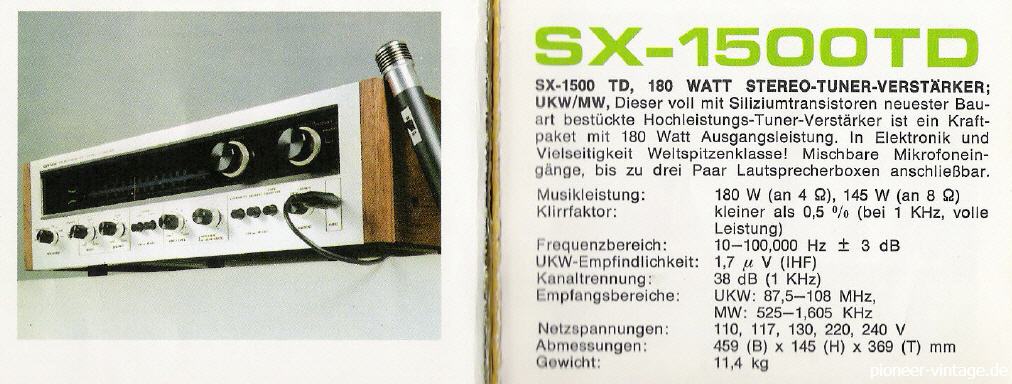 SX-1500TD
SX-1500 TD, 180 WATT STEREO-TUNER-VERSTÄRKER;
UKW/MW, Dieser voll mit Siliziumtransistoren neuester Bau-
art bestückte Hochleistungs-Tuner-Verstärker ist ein Kraft-
paket mit 180 Watt Ausgangsleistung. In Elektronik und
Vielseitigkeit Weltspitzenklasse! Mischbare Mikrofonein-
gänge, bis zu drei Paar Lautsprecherboxen anschließbar.
Musikleistung: 180 W (an 4 Ω), 145 W (an 8 Ω)
Klirrfaktor: kleiner als 0,5 % (bei 1 KHz, volle
Leistung)
Frequenzbereich: 10—100,000 Hz ± 3 dB
UKW-Empfindlichkeit: 1,7 µ V (IHF)
Kanaltrennung: 38 dB (1 KHz)
Empfangsbereiche: UKW: 87,5—108 MHz,
MW: 525—1,605 KHz
Netzspannungen: 110, 117, 130, 220, 240 V
Abmessungen: 459 (B) x 145 (H) x 369 (T) mm
Gewicht: 11,4 kg
pioneer-vintage.de